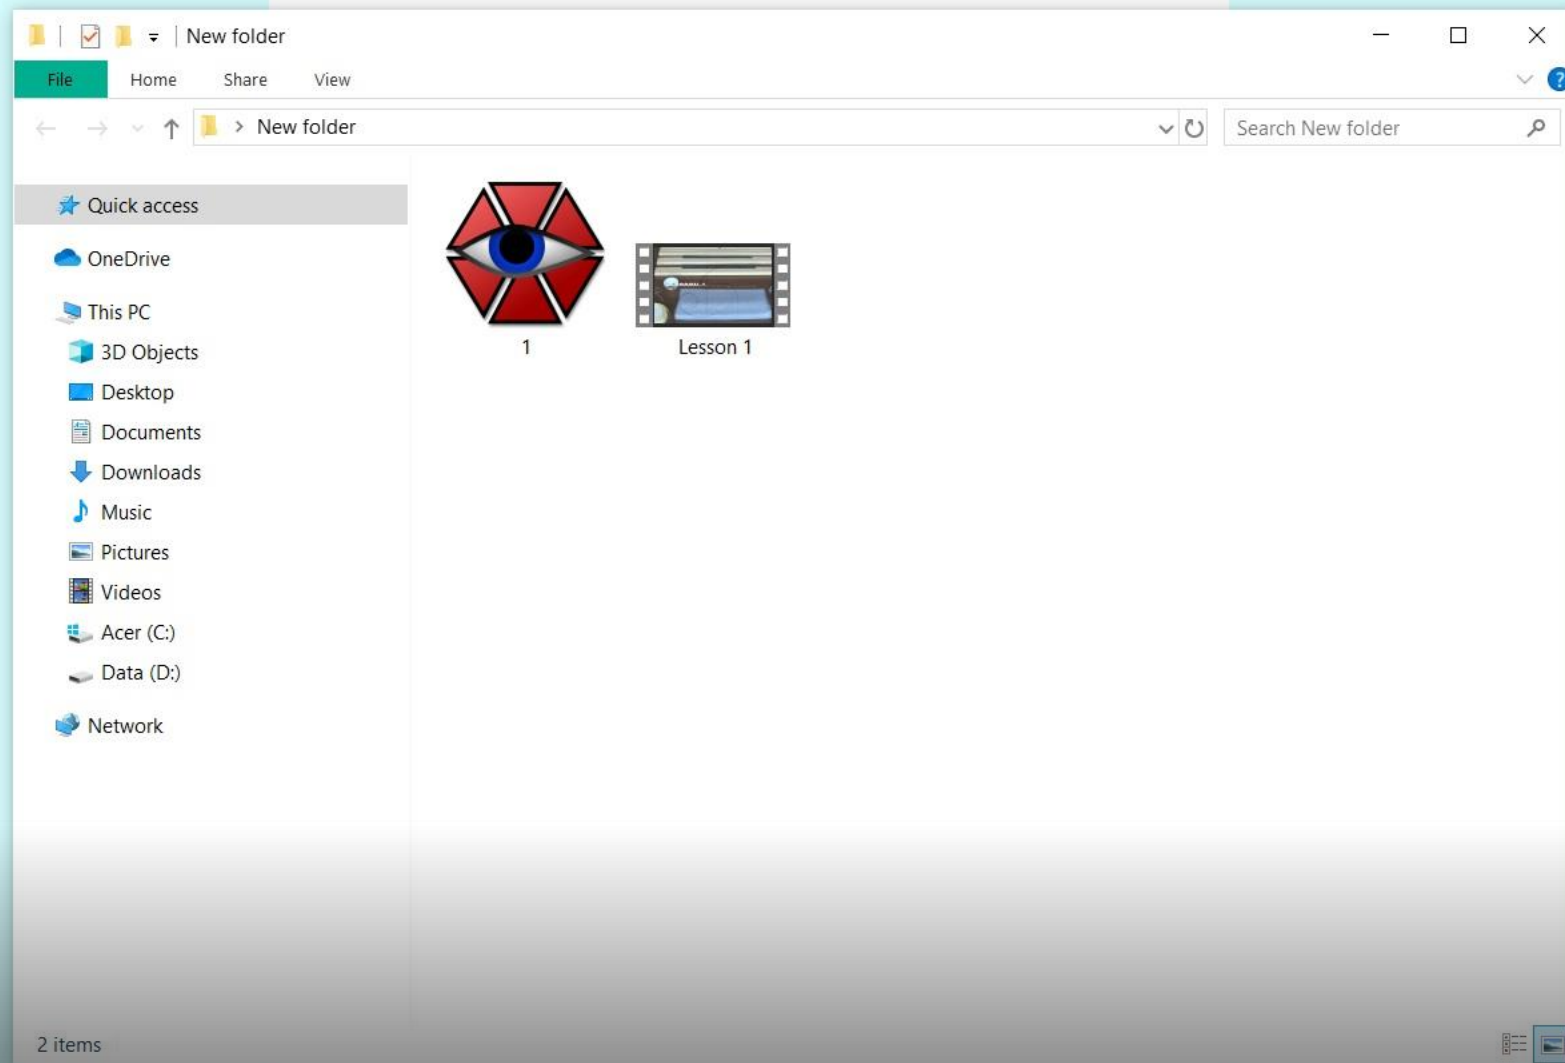 New folder
File Home Share View
New folder
Search New folder
Quick access
OneDrive
This PC
3D Objects
Desktop
Documents
Downloads
Music
Pictures
Videos
Acer (C:)
Data (D:)
Network
1
Lesson 1
2 items